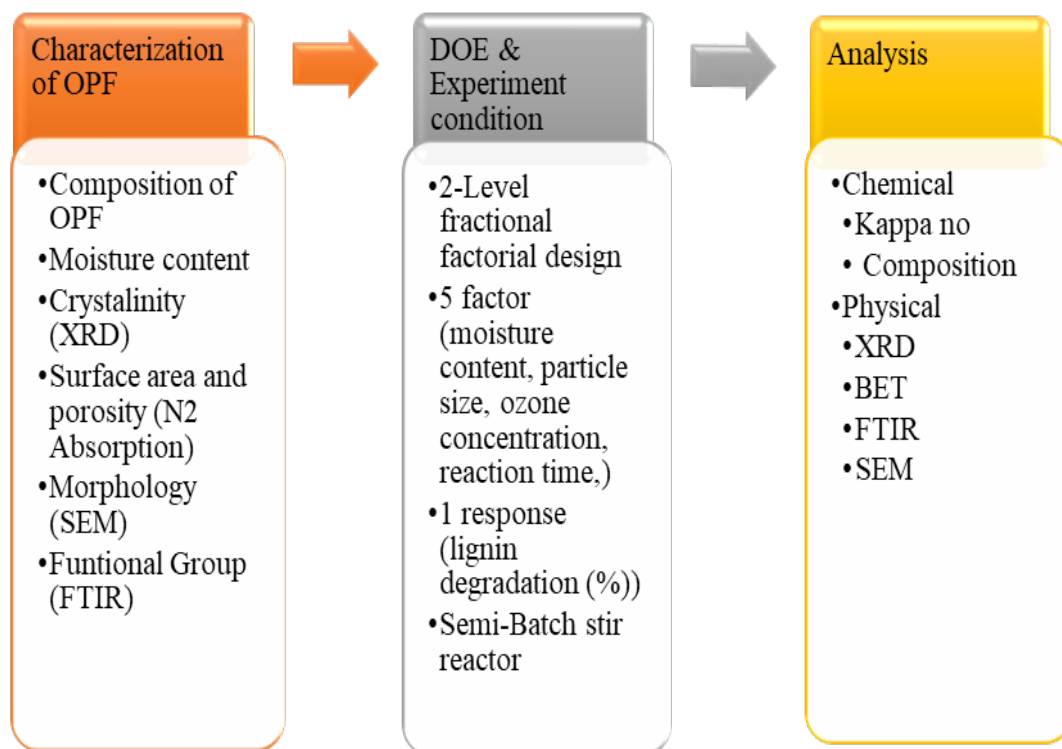 Characterization
of OPF
•Composition of
OPF
•Moisture content
•Crystalinity
(XRD)
•Surface area and
porosity (N2
Absorption)
•Morphology
(SEM)
•Funtional Group
(FTIR)
DOE &
Experiment
condition
•2-Level
fractional
factorial design
•5 factor
(moisture
content, particle
size, ozone
concentration,
reaction time,)
•1 response
(lignin
degradation (%))
•Semi-Batch stir
reactor
Analysis
•Chemical
•Kappa no
• Composition
•Physical
•XRD
•BET
•FTIR
•SEM